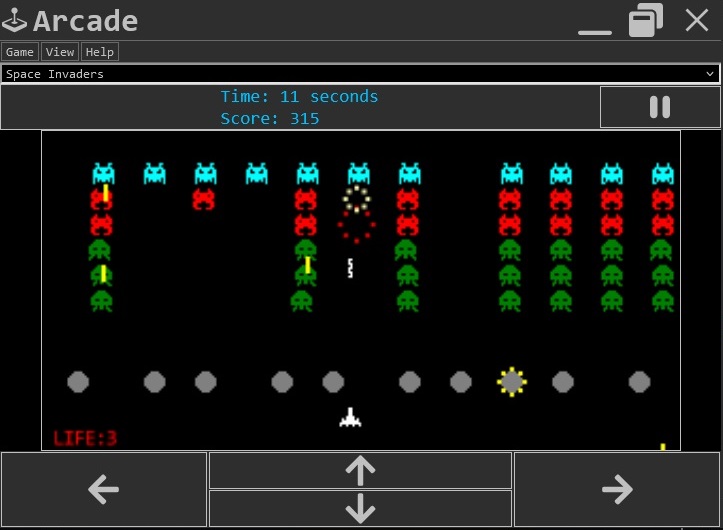 Arcade
Game View Help
Space Invaders
Time: 11 seconds
Score: 315
LIFE:3